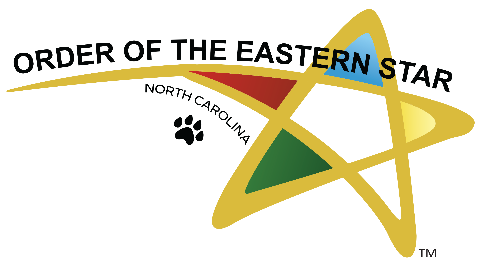 ORDER OF THE EASTERN STAR
NORTH CAROLINA
TM